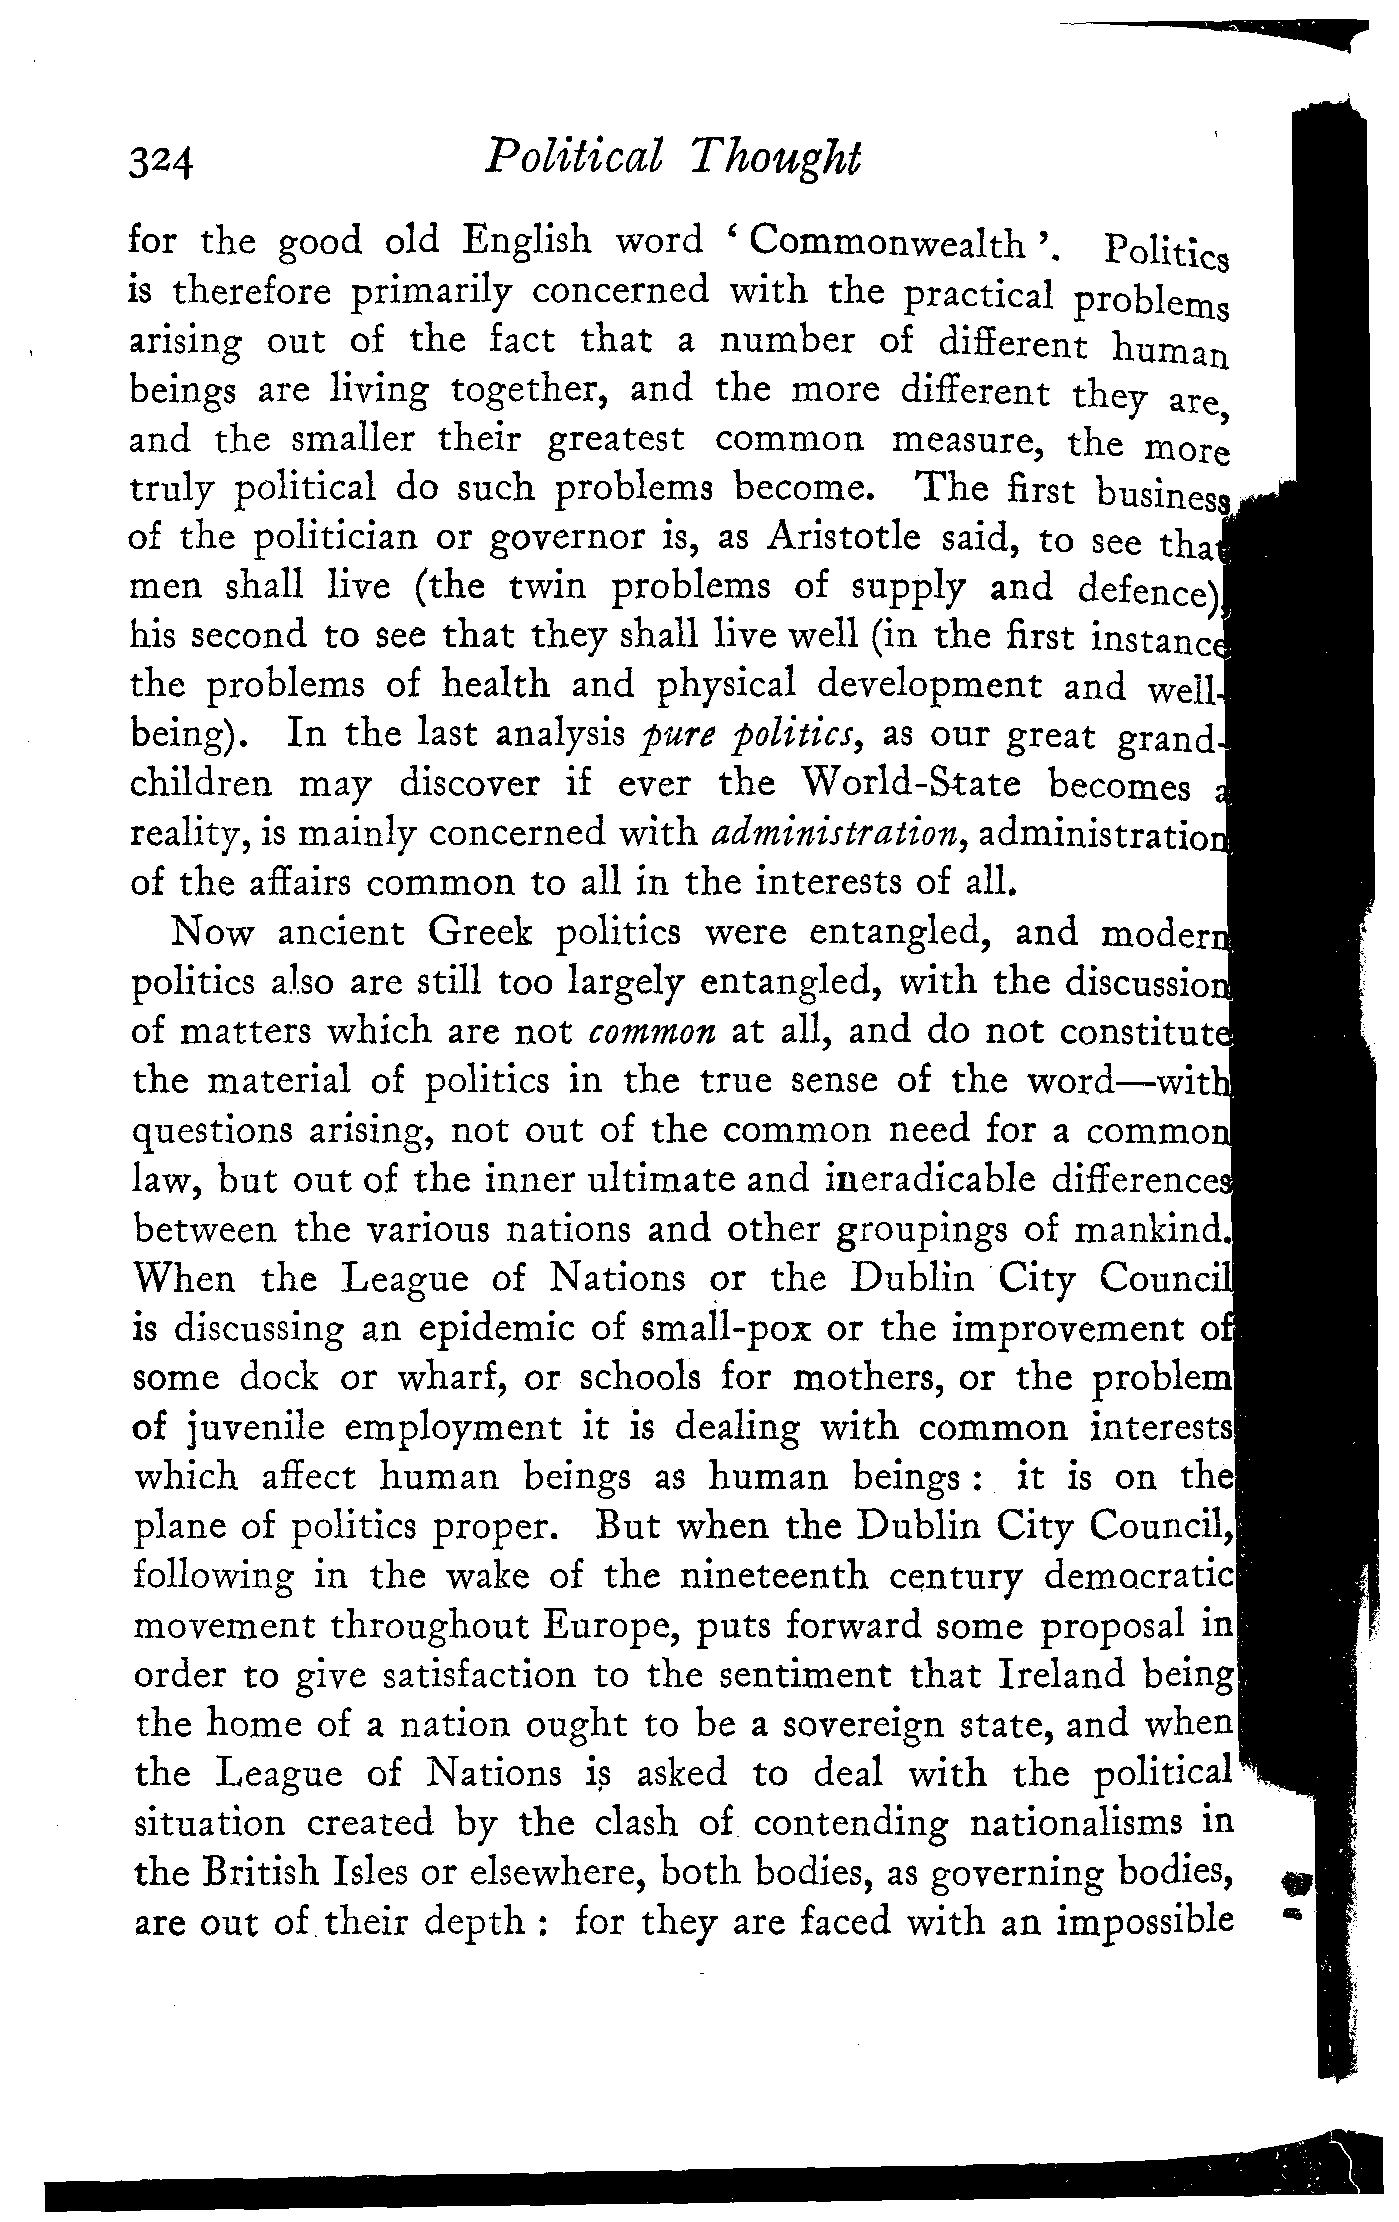 324 Political Thought
for the good old English word ‘ Commonwealth ’. Politics
is therefore primarily concerned with the practical problems
arising out of the fact that a number of different human
beings are living together, and the more different they are,
and the smaller their greatest common measure, the more
truly political do such problems become. The first business
of the politician or governor is, as Aristotle said, to see that
men shall live (the twin problems of supply and defence),
his second to see that they shall live well (in the first instance
the problems of health and physical development and well-
being). In the last analysis pure politics, as our great grand-
children may discover if ever the World-State becomes a
reality, is mainly concerned with administration, administration
of the affairs common to all in the interests of all.
Now ancient Greek politics were entangled, and modern
politics also are still too largely entangled, with the discussion
of matters which are not common at all, and do not constitute
the material of politics in the true sense of the word—with
questions arising, not out of the common need for a common
law, but out of the inner ultimate and ineradicable differences
between the various nations and other groupings of mankind.
When the League of Nations or the Dublin City Council
is discussing an epidemic of small-pox or the improvement of
some dock or wharf, or schools for mothers, or the problem
of juvenile employment it is dealing with common interests
which affect human beings as human beings : it is on the
plane of politics proper. But when the Dublin City Council,
following in the wake of the nineteenth century democratic
movement throughout Europe, puts forward some proposal in
order to give satisfaction to the sentiment that Ireland being
the home of a nation ought to be a sovereign state, and when
the League of Nations is asked to deal with the political
situation created by the clash of contending nationalisms in
the British Isles or elsewhere, both bodies, as governing bodies,
are out of their depth : for they are faced with an impossible